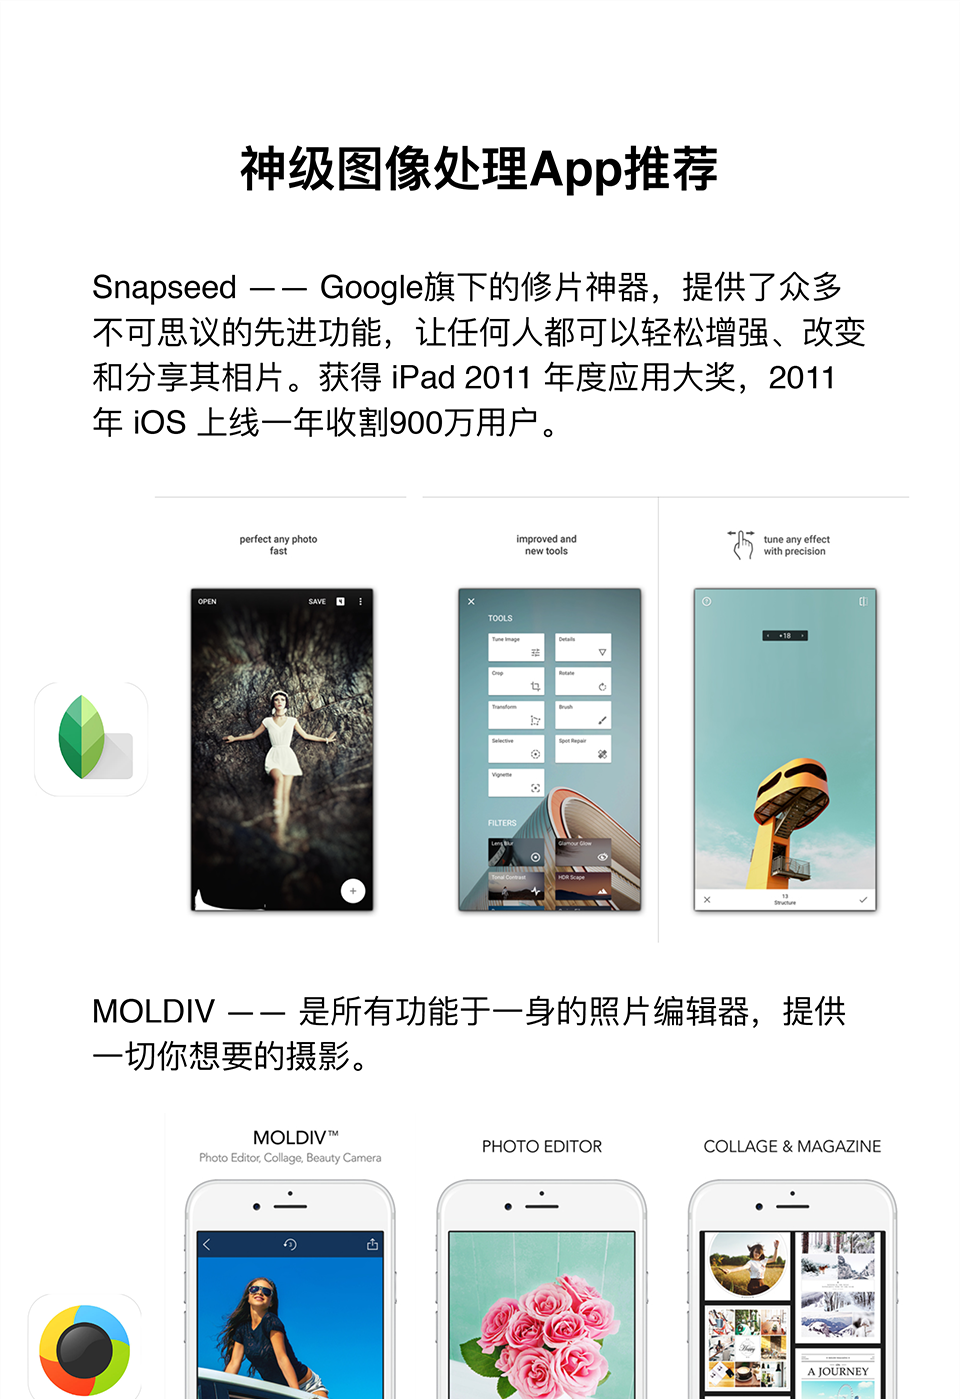 神级图像处理App推荐
Snapseed —— Google旗下的修片神器，提供了众多
不可思议的先进功能，让任何人都可以轻松增强、改变
和分享其相片。获得 iPad 2011 年度应用大奖，2011
年 iOS 上线一年收割900万用户。
perfect any photo
fast
improved and
new tools
tune any effect
with precision
OPEN SAVE
TOOLS
Tune Image Details
Crop Rotate
Transform Brush
Selective Spot Repair
Vignette
FILTERS
Lens Blur Glamour Glow
Tonal Contrast HDR Scape
+18
13
Structure
MOLDIV —— 是所有功能于一身的照片编辑器，提供
一切你想要的摄影。
MOLDIV™
Photo Editor, Collage, Beauty Camera
PHOTO EDITOR
COLLAGE & MAGAZINE
3
A JOURNEY